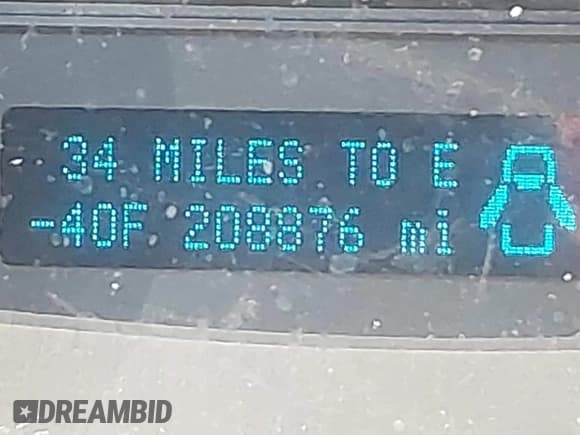 34 MILES TO E
-40F 208876 mi
DREAMBID